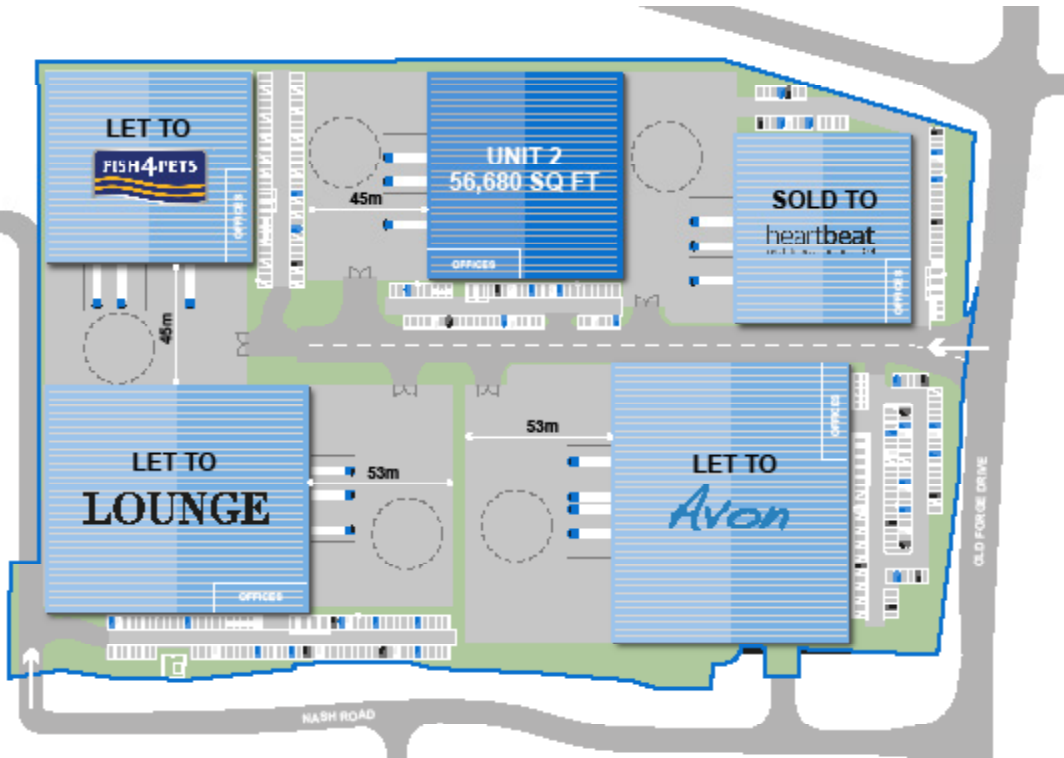 LET TO
FISH4PETS
OFFICES
45m
UNIT 2
56,680 SQ FT
OFFICES
SOLD TO
heartbeat
OFFICES
45m
LET TO
LOUNGE
OFFICES
53m
53m
LET TO
Avon
OFFICES
OLD FORGE DRIVE
NASH ROAD